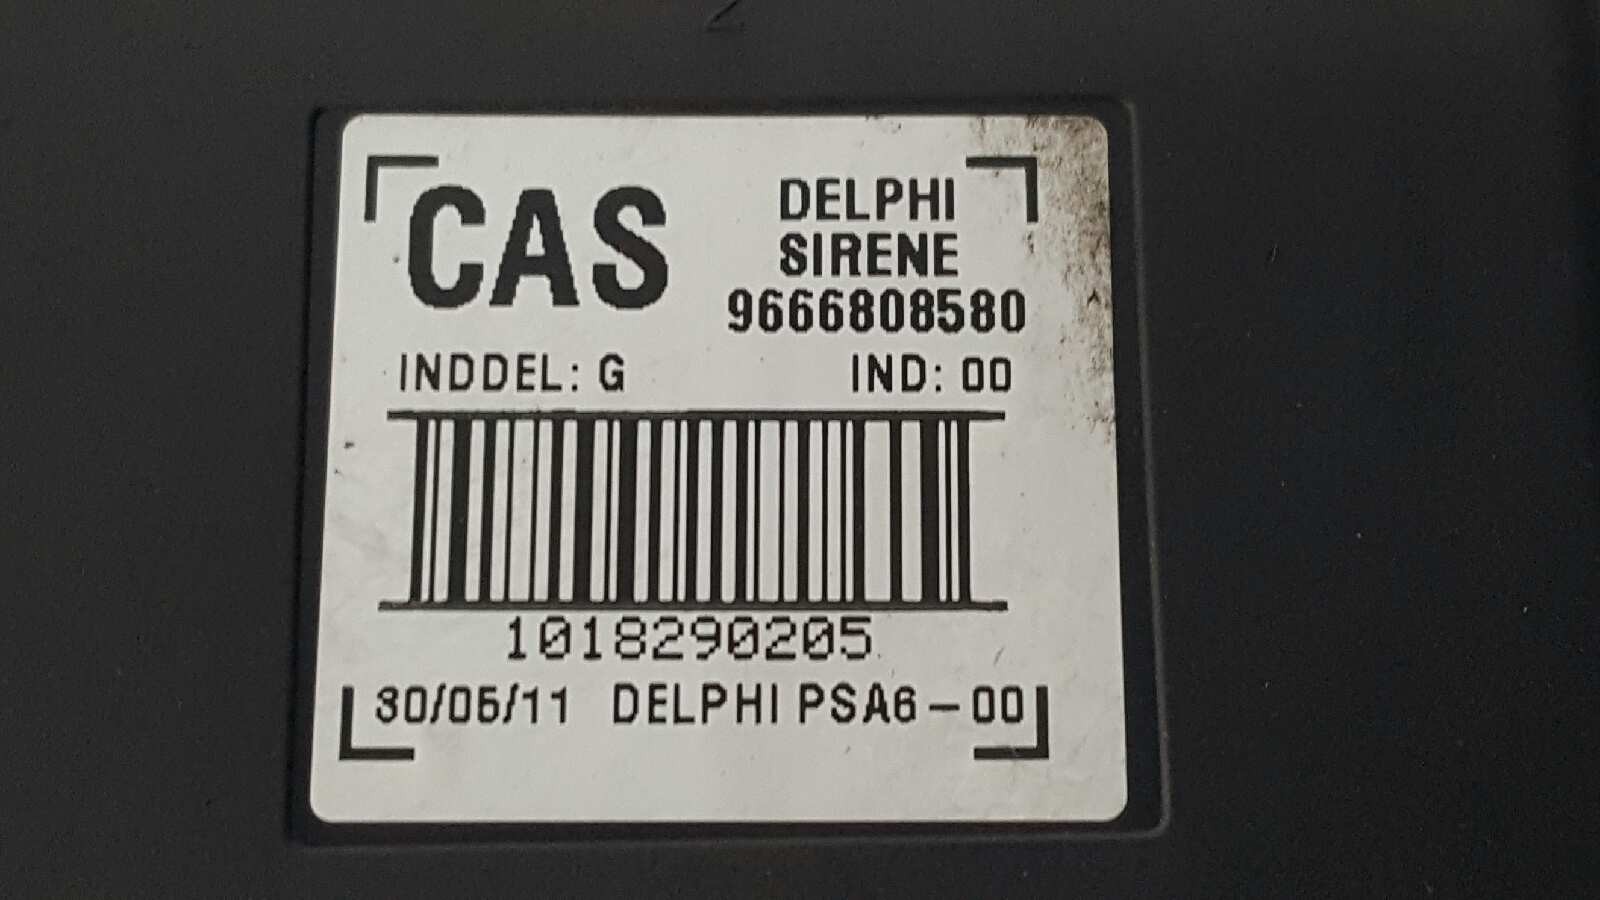 CAS
DELPHI
SIRENE
9666808580
INDDEL: G IND: 00
1018290205
30/05/11 DELPHI PSA6-00